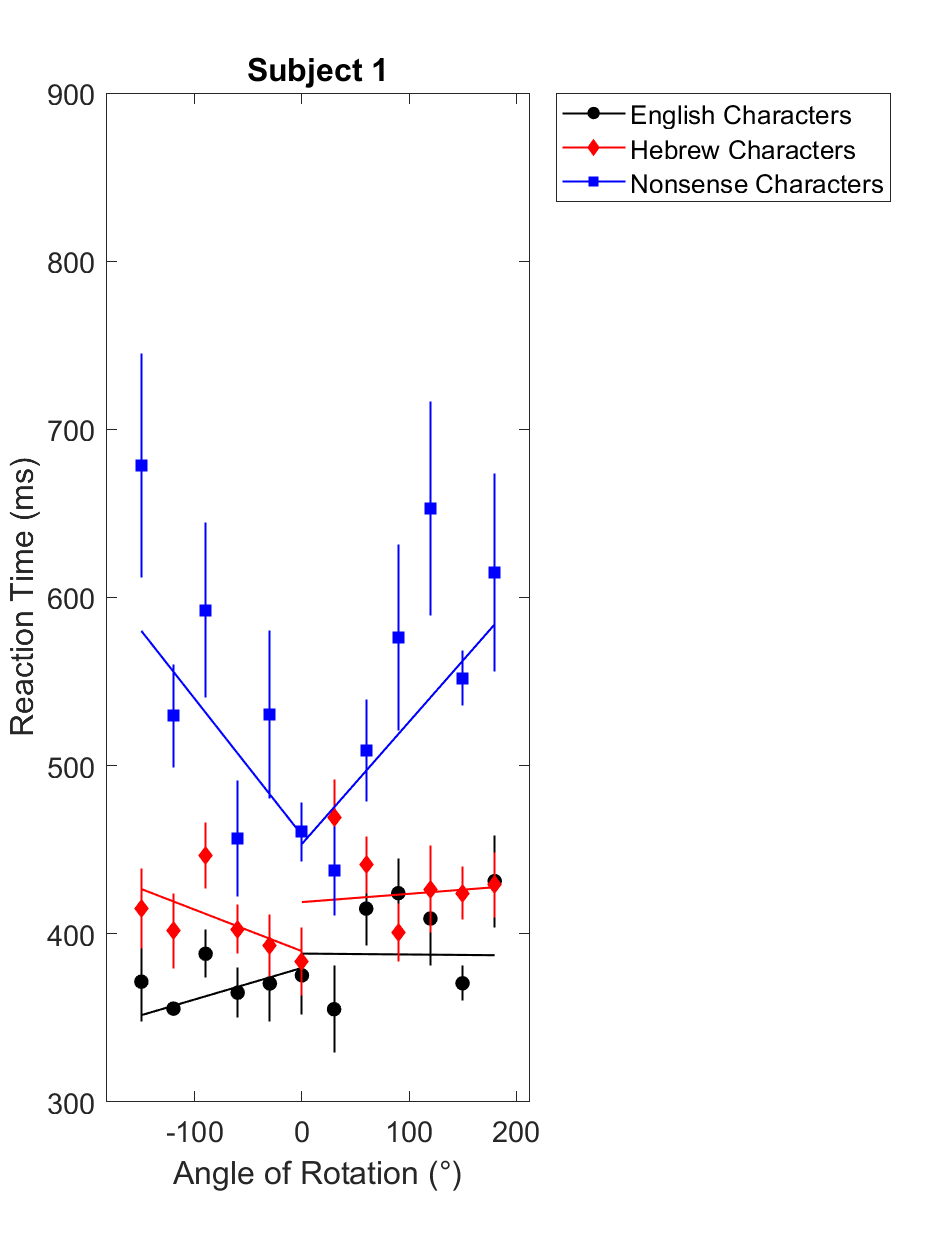 Subject 1
900
800
700
600
500
400
300
-100 0 100 200
Reaction Time (ms)
Angle of Rotation (°)
English Characters
Hebrew Characters
Nonsense Characters